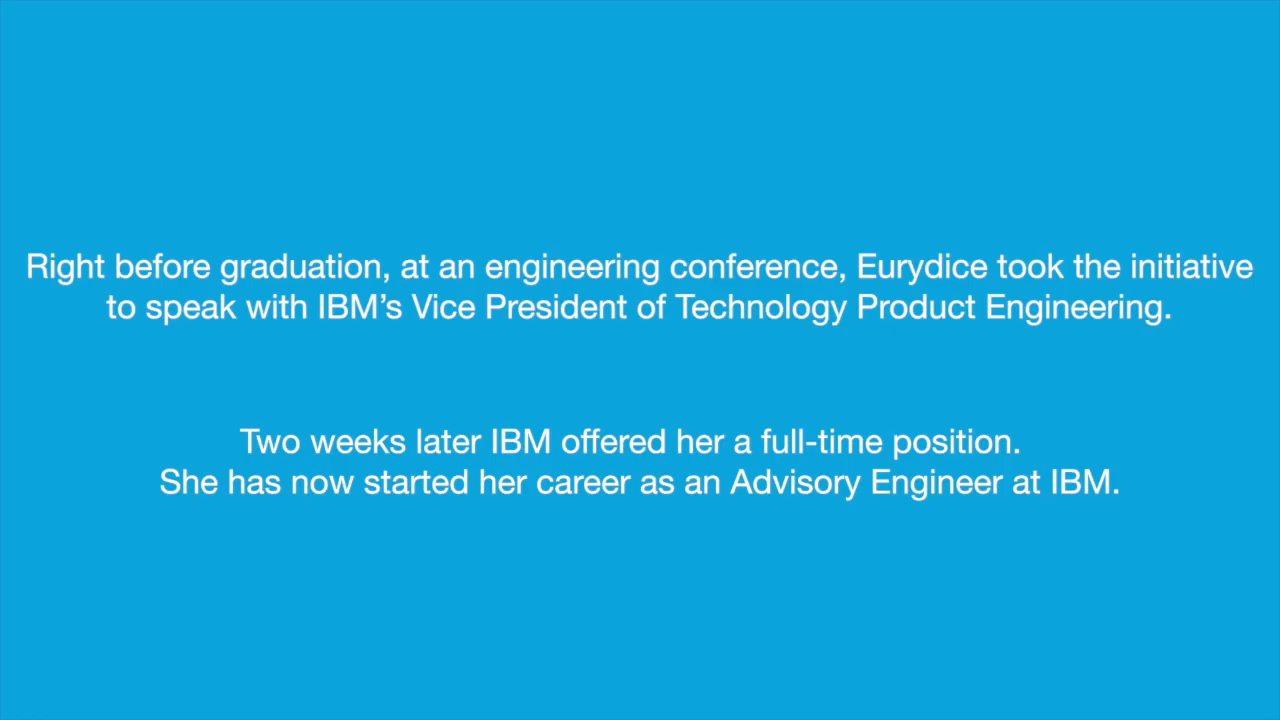 Right before graduation, at an engineering conference, Eurydice took the initiative
to speak with IBM’s Vice President of Technology Product Engineering.
Two weeks later IBM offered her a full-time position.
She has now started her career as an Advisory Engineer at IBM.